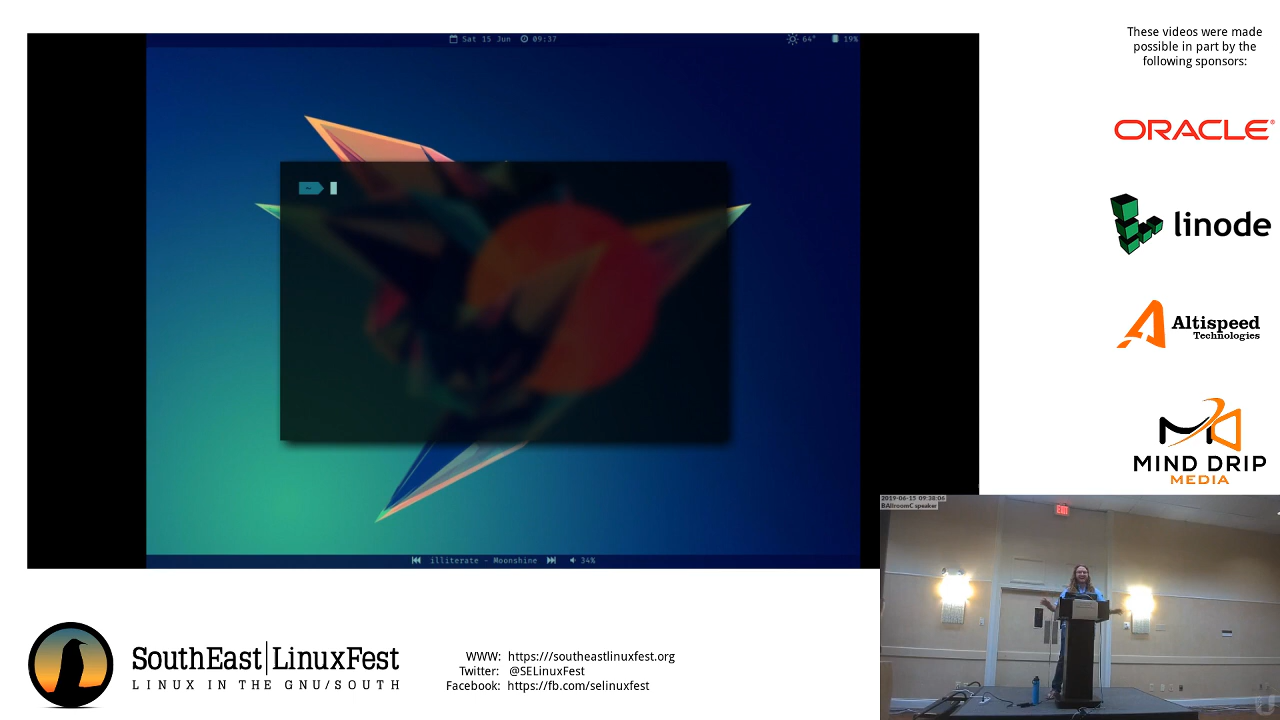 Sat 15 Jun 09:37
64°
19%
~
illiterate - Moonshine
34%
These videos were made
possible in part by the
following sponsors:
ORACLE®
linode
Altispeed
Technologies
MIND DRIP
MEDIA
2019-06-15 09:38:06
BAllroomC speaker
EXIT
SouthEast LinuxFest
LINUX IN THE GNU/SOUTH
WWW: https:///southeastlinuxfest.org
Twitter: @SELinuxFest
Facebook: https://fb.com/selinuxfest